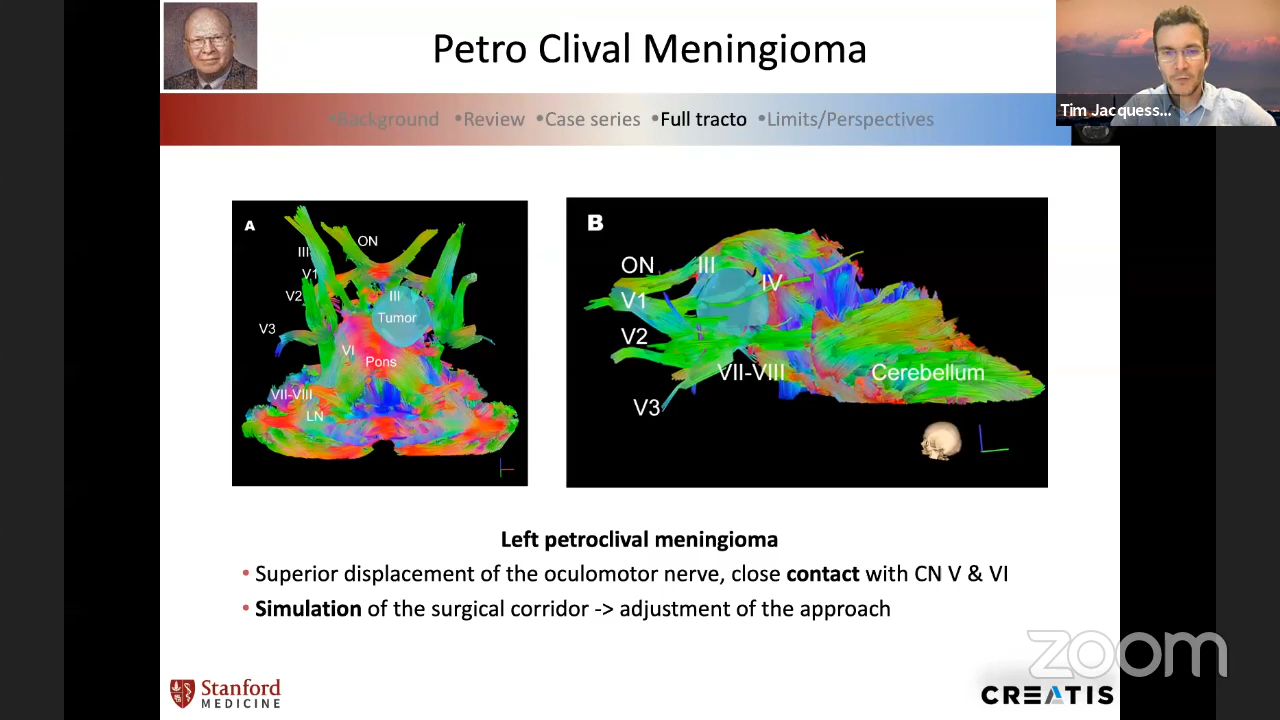 Petro Clival Meningioma
•Background •Review •Case series •Full tracto •Limits/Perspectives
Tim Jacquess...
A
ON
III
V1
V2
III
Tumor
V3
VI
Pons
VII-VIII
LN
B
ON
III
IV
V1
V2
VII-VIII
Cerebellum
V3
Left petroclival meningioma
• Superior displacement of the oculomotor nerve, close contact with CN V & VI
• Simulation of the surgical corridor -> adjustment of the approach
zoom
Stanford
MEDICINE
CREATIS